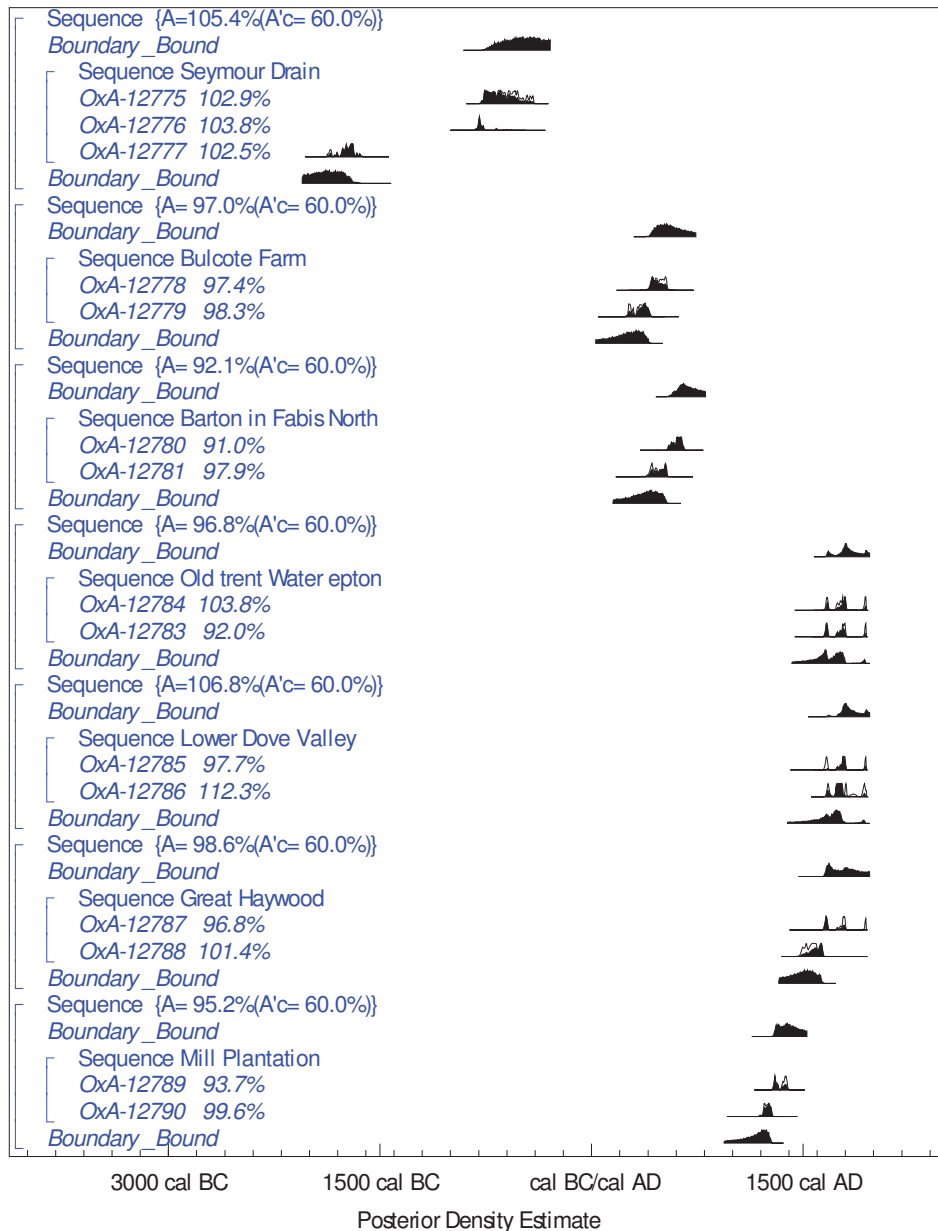 Sequence {A=105.4%(A'c= 60.0%)}
Boundary _Bound
Sequence Seymour Drain
OxA-12775 102.9%
OxA-12776 103.8%
OxA-12777 102.5%
Boundary _Bound
Sequence {A= 97.0%(A'c= 60.0%)}
Boundary _Bound
Sequence Bulcote Farm
OxA-12778 97.4%
OxA-12779 98.3%
Boundary _Bound
Sequence {A= 92.1%(A'c= 60.0%)}
Boundary _Bound
Sequence Barton in Fabis North
OxA-12780 91.0%
OxA-12781 97.9%
Boundary _Bound
Sequence {A= 96.8%(A'c= 60.0%)}
Boundary _Bound
Sequence Old trent Water epton
OxA-12784 103.8%
OxA-12783 92.0%
Boundary _Bound
Sequence {A=106.8%(A'c= 60.0%)}
Boundary _Bound
Sequence Lower Dove Valley
OxA-12785 97.7%
OxA-12786 112.3%
Boundary _Bound
Sequence {A= 98.6%(A'c= 60.0%)}
Boundary _Bound
Sequence Great Haywood
OxA-12787 96.8%
OxA-12788 101.4%
Boundary _Bound
Sequence {A= 95.2%(A'c= 60.0%)}
Boundary _Bound
Sequence Mill Plantation
OxA-12789 93.7%
OxA-12790 99.6%
Boundary _Bound
3000 cal BC 1500 cal BC cal BC/cal AD 1500 cal AD
Posterior Density Estimate